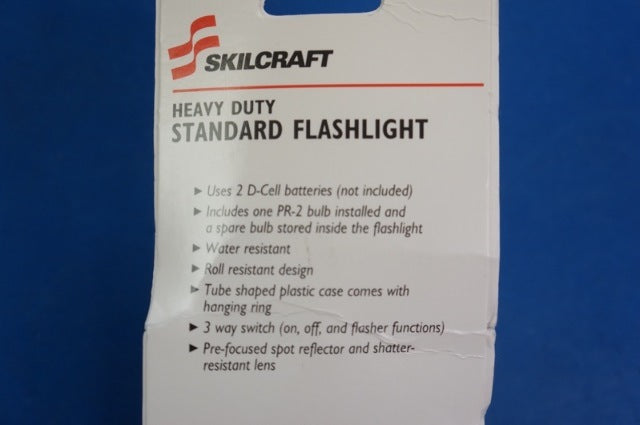 SKILCRAFT
HEAVY DUTY
STANDARD FLASHLIGHT
► Uses 2 D-Cell batteries (not included)
► Includes one PR-2 bulb installed and
a spare bulb stored inside the flashlight
► Water resistant
► Roll resistant design
► Tube shaped plastic case comes with
hanging ring
► 3 way switch (on, off, and flasher functions)
► Pre-focused spot reflector and shatter-
resistant lens